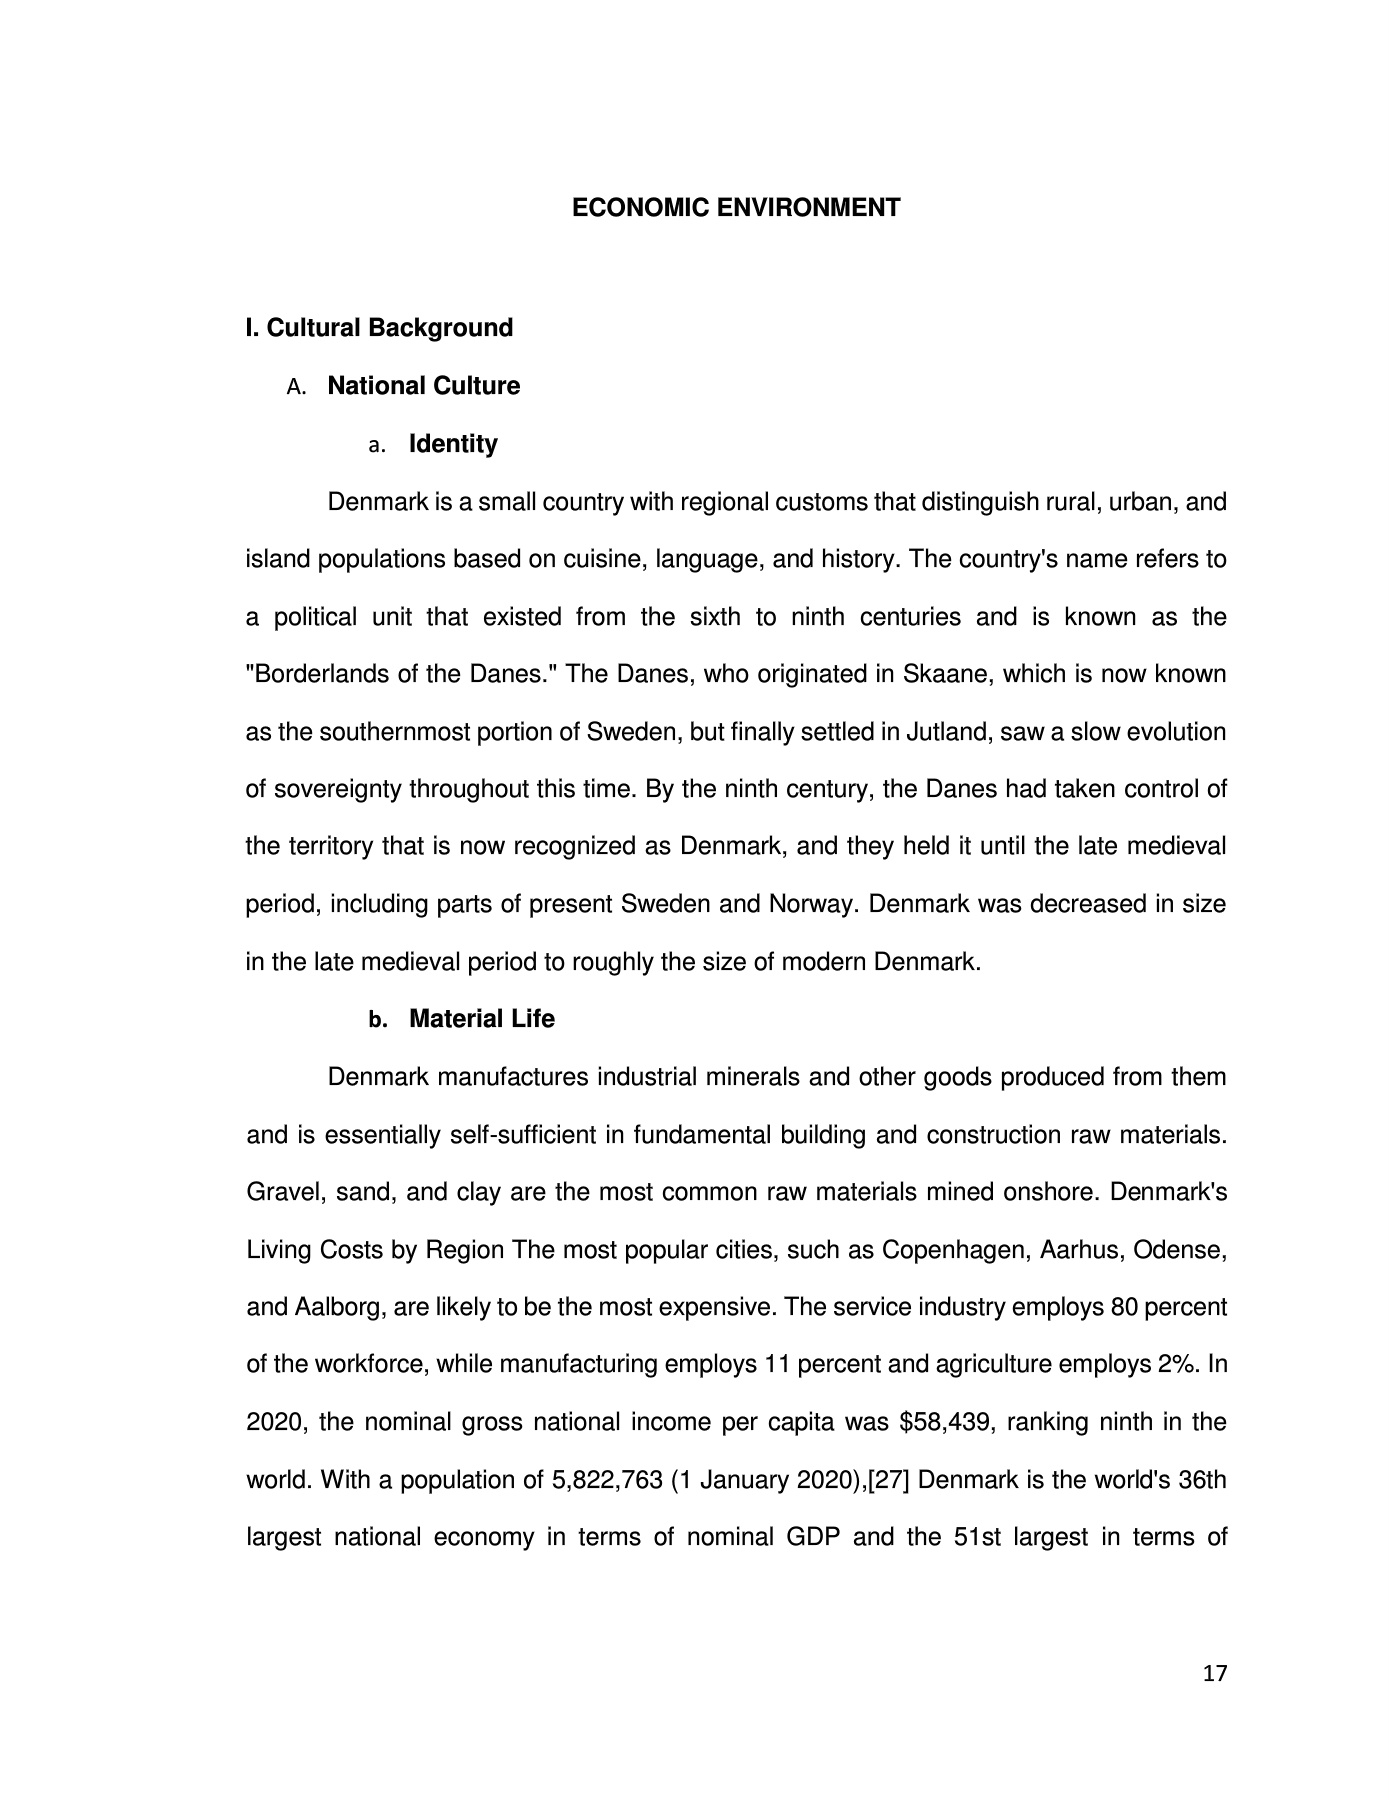 ECONOMIC ENVIRONMENT
I. Cultural Background
A. National Culture
a. Identity
Denmark is a small country with regional customs that distinguish rural, urban, and
island populations based on cuisine, language, and history. The country's name refers to
a political unit that existed from the sixth to ninth centuries and is known as the
"Borderlands of the Danes." The Danes, who originated in Skaane, which is now known
as the southernmost portion of Sweden, but finally settled in Jutland, saw a slow evolution
of sovereignty throughout this time. By the ninth century, the Danes had taken control of
the territory that is now recognized as Denmark, and they held it until the late medieval
period, including parts of present Sweden and Norway. Denmark was decreased in size
in the late medieval period to roughly the size of modern Denmark.
b. Material Life
Denmark manufactures industrial minerals and other goods produced from them
and is essentially self-sufficient in fundamental building and construction raw materials.
Gravel, sand, and clay are the most common raw materials mined onshore. Denmark's
Living Costs by Region The most popular cities, such as Copenhagen, Aarhus, Odense,
and Aalborg, are likely to be the most expensive. The service industry employs 80 percent
of the workforce, while manufacturing employs 11 percent and agriculture employs 2%. In
2020, the nominal gross national income per capita was $58,439, ranking ninth in the
world. With a population of 5,822,763 (1 January 2020),[27] Denmark is the world's 36th
largest national economy in terms of nominal GDP and the 51st largest in terms of
17